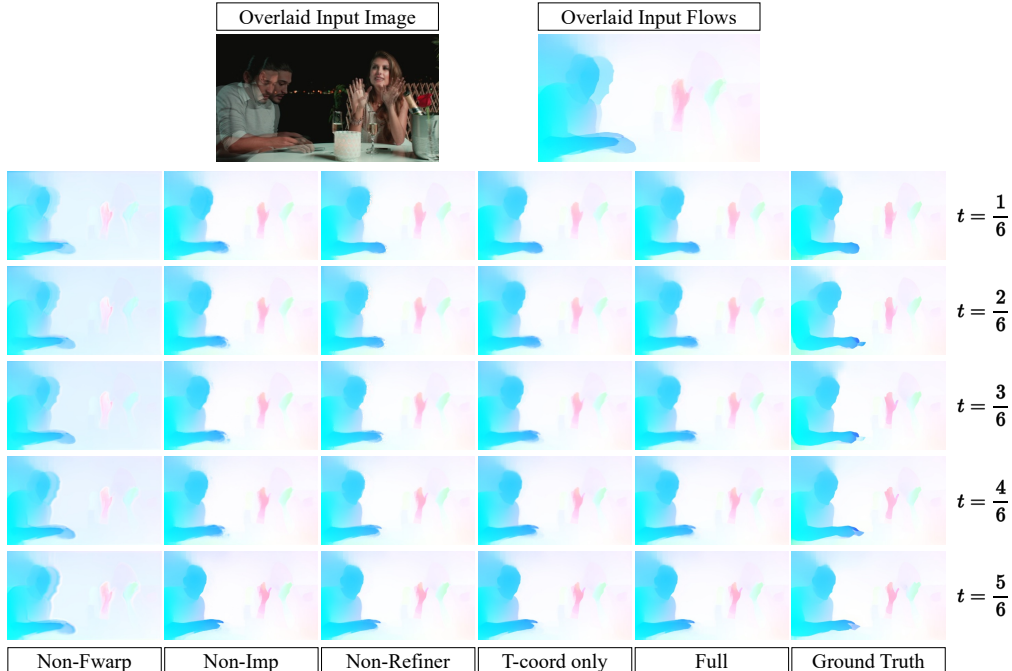 Overlaid Input Image
Overlaid Input Flows
t = 1/6
t = 2/6
t = 3/6
t = 4/6
t = 5/6
Non-Fwarp
Non-Imp
Non-Refiner
T-coord only
Full
Ground Truth